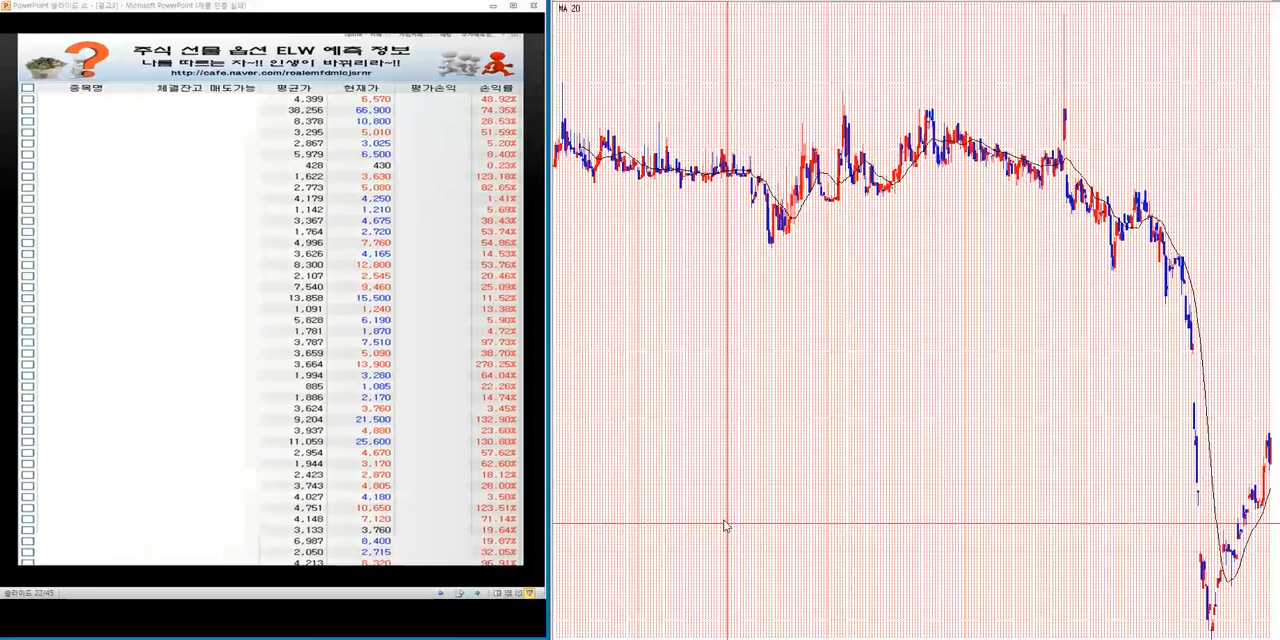 PowerPoint 슬라이드 쇼 - [광고3] - Microsoft PowerPoint (제품 인증 실패)
MA 20
주식 선물 옵션 ELW 예측 정보
나를 따르는 자~!! 인생이 바뀌리라~!!
http://cafe.naver.com/roalemfdmlcjsrnr
종목명 체결잔고 매도가능 평균가 현재가 평가손익 손익률
4,399 6,570 48.92%
38,256 66,900 74.35%
8,378 10,800 28.53%
3,295 5,010 51.59%
2,867 3,025 5.20%
5,979 6,500 8.40%
428 430 0.23%
1,622 3,630 123.18%
2,773 5,080 82.65%
4,179 4,250 1.41%
1,142 1,210 5.69%
3,367 4,675 38.43%
1,764 2,720 53.74%
4,996 7,760 54.86%
3,626 4,165 14.53%
8,300 12,800 53.76%
2,107 2,545 20.46%
7,540 9,460 25.09%
13,858 15,500 11.52%
1,091 1,240 13.38%
5,828 6,190 5.90%
1,781 1,870 4.72%
3,787 7,510 97.73%
3,659 5,090 38.70%
3,664 13,900 278.25%
1,994 3,280 64.04%
885 1,085 22.26%
1,886 2,170 14.74%
3,624 3,760 3.45%
9,204 21,500 132.90%
3,937 4,880 23.60%
11,059 25,600 130.80%
2,954 4,670 57.62%
1,944 3,170 62.60%
2,423 2,870 18.12%
3,743 4,805 28.00%
4,027 4,180 3.50%
4,751 10,650 123.51%
4,148 7,120 71.14%
3,133 3,760 19.64%
6,987 8,400 19.87%
2,050 2,715 32.05%
4,213 8,320 96.91%
슬라이드 22/45